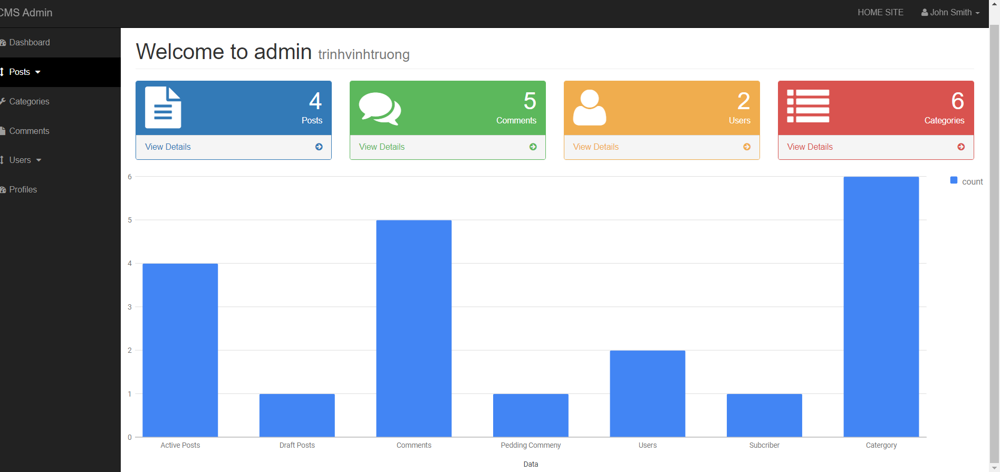 CMS Admin
HOME SITE
John Smith
Dashboard
Posts
Categories
Comments
Users
Profiles
Welcome to admin trinhvinhtruong
4
Posts
View Details
5
Comments
View Details
2
Users
View Details
6
Categories
View Details
6
5
4
3
2
1
0
count
Active Posts
Draft Posts
Comments
Pedding Commeny
Users
Subcriber
Catergory
Data